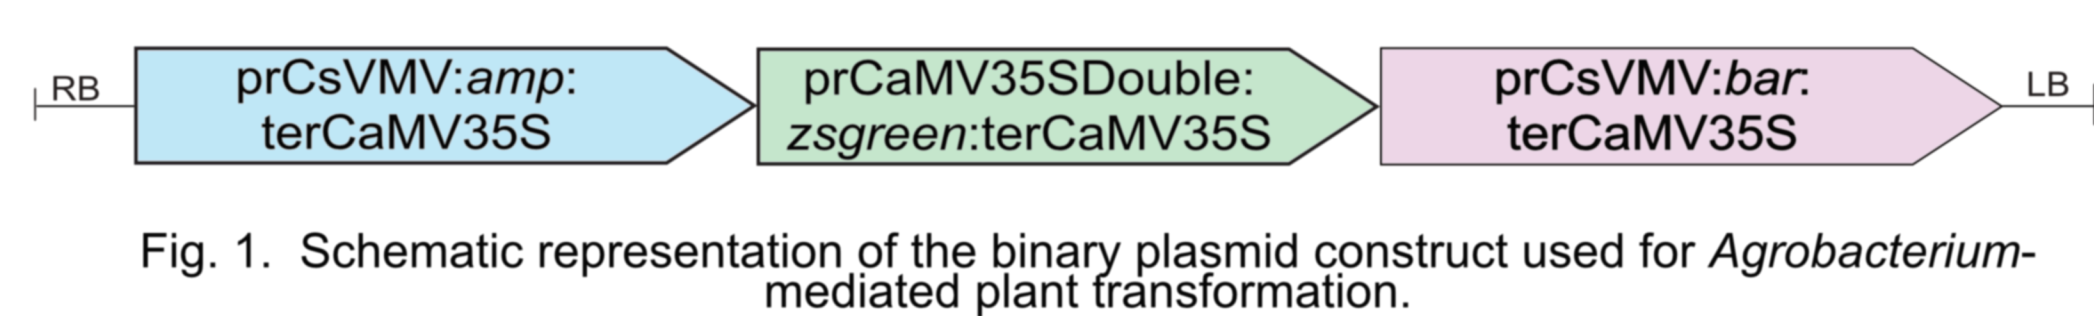 RB
prCsVMV:amp:
terCaMV35S
prCaMV35SDouble:
zsgreen:terCaMV35S
prCsVMV:bar:
terCaMV35S
LB
Fig. 1. Schematic representation of the binary plasmid construct used for Agrobacterium-
mediated plant transformation.